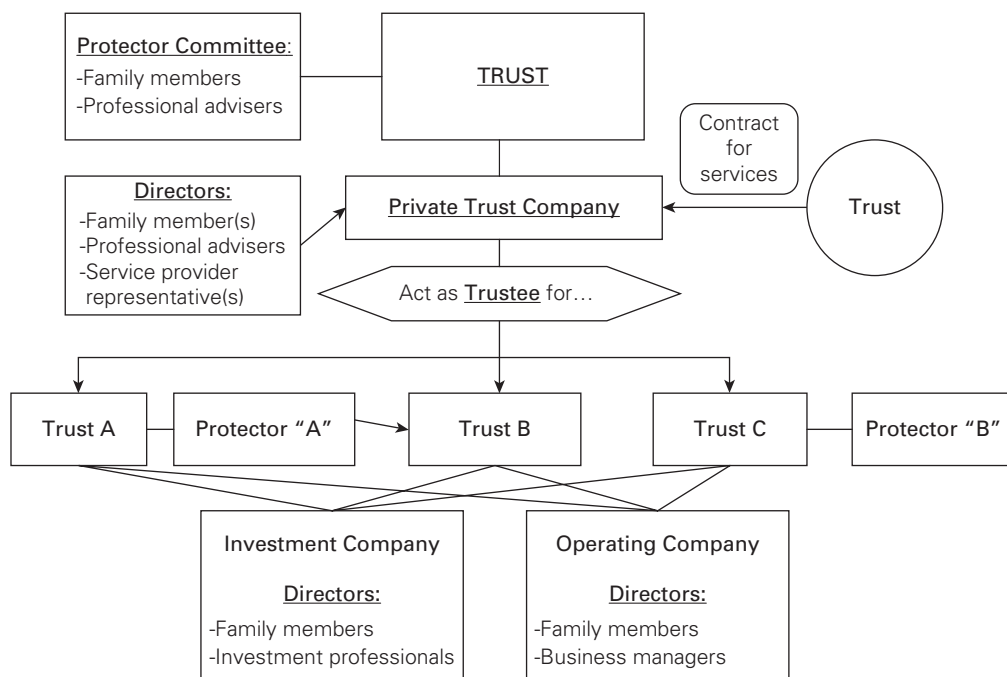 Protector Committee:
-Family members
-Professional advisers
TRUST
Contract
for
services
Trust
Directors:
-Family member(s)
-Professional advisers
-Service provider
representative(s)
Private Trust Company
Act as Trustee for…
Trust A
Protector “A”
Trust B
Trust C
Protector “B”
Investment Company
Directors:
-Family members
-Investment professionals
Operating Company
Directors:
-Family members
-Business managers